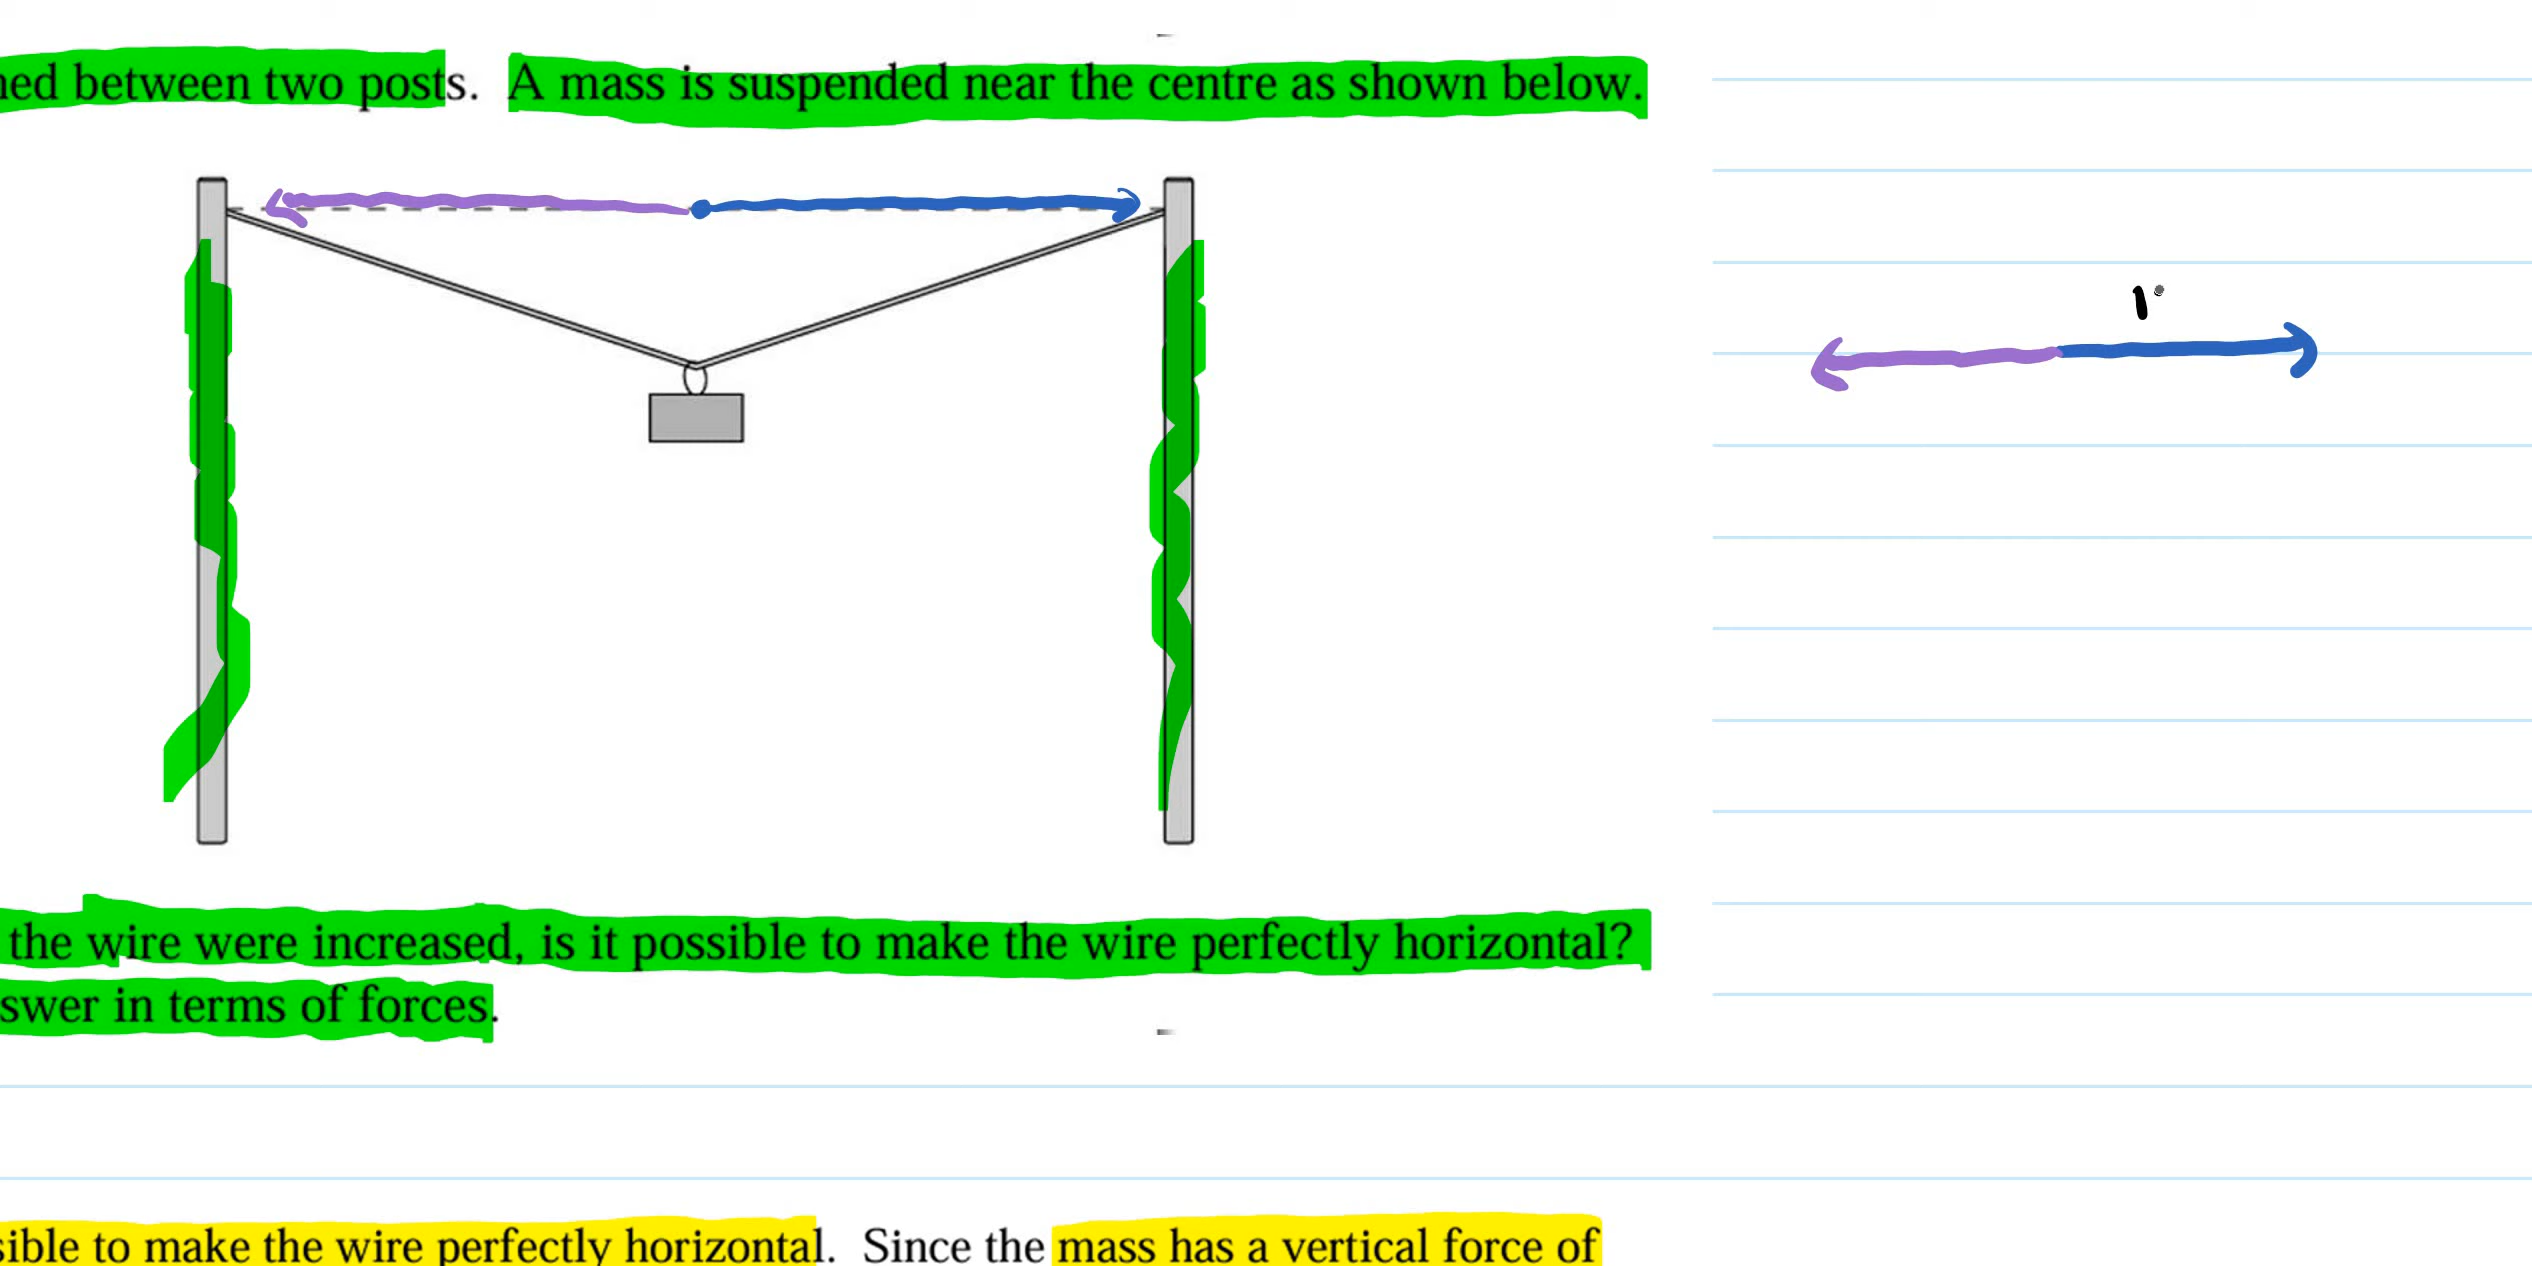 ned between two posts. A mass is suspended near the centre as shown below.
the wire were increased, is it possible to make the wire perfectly horizontal?
swer in terms of forces.
sible to make the wire perfectly horizontal. Since the mass has a vertical force of